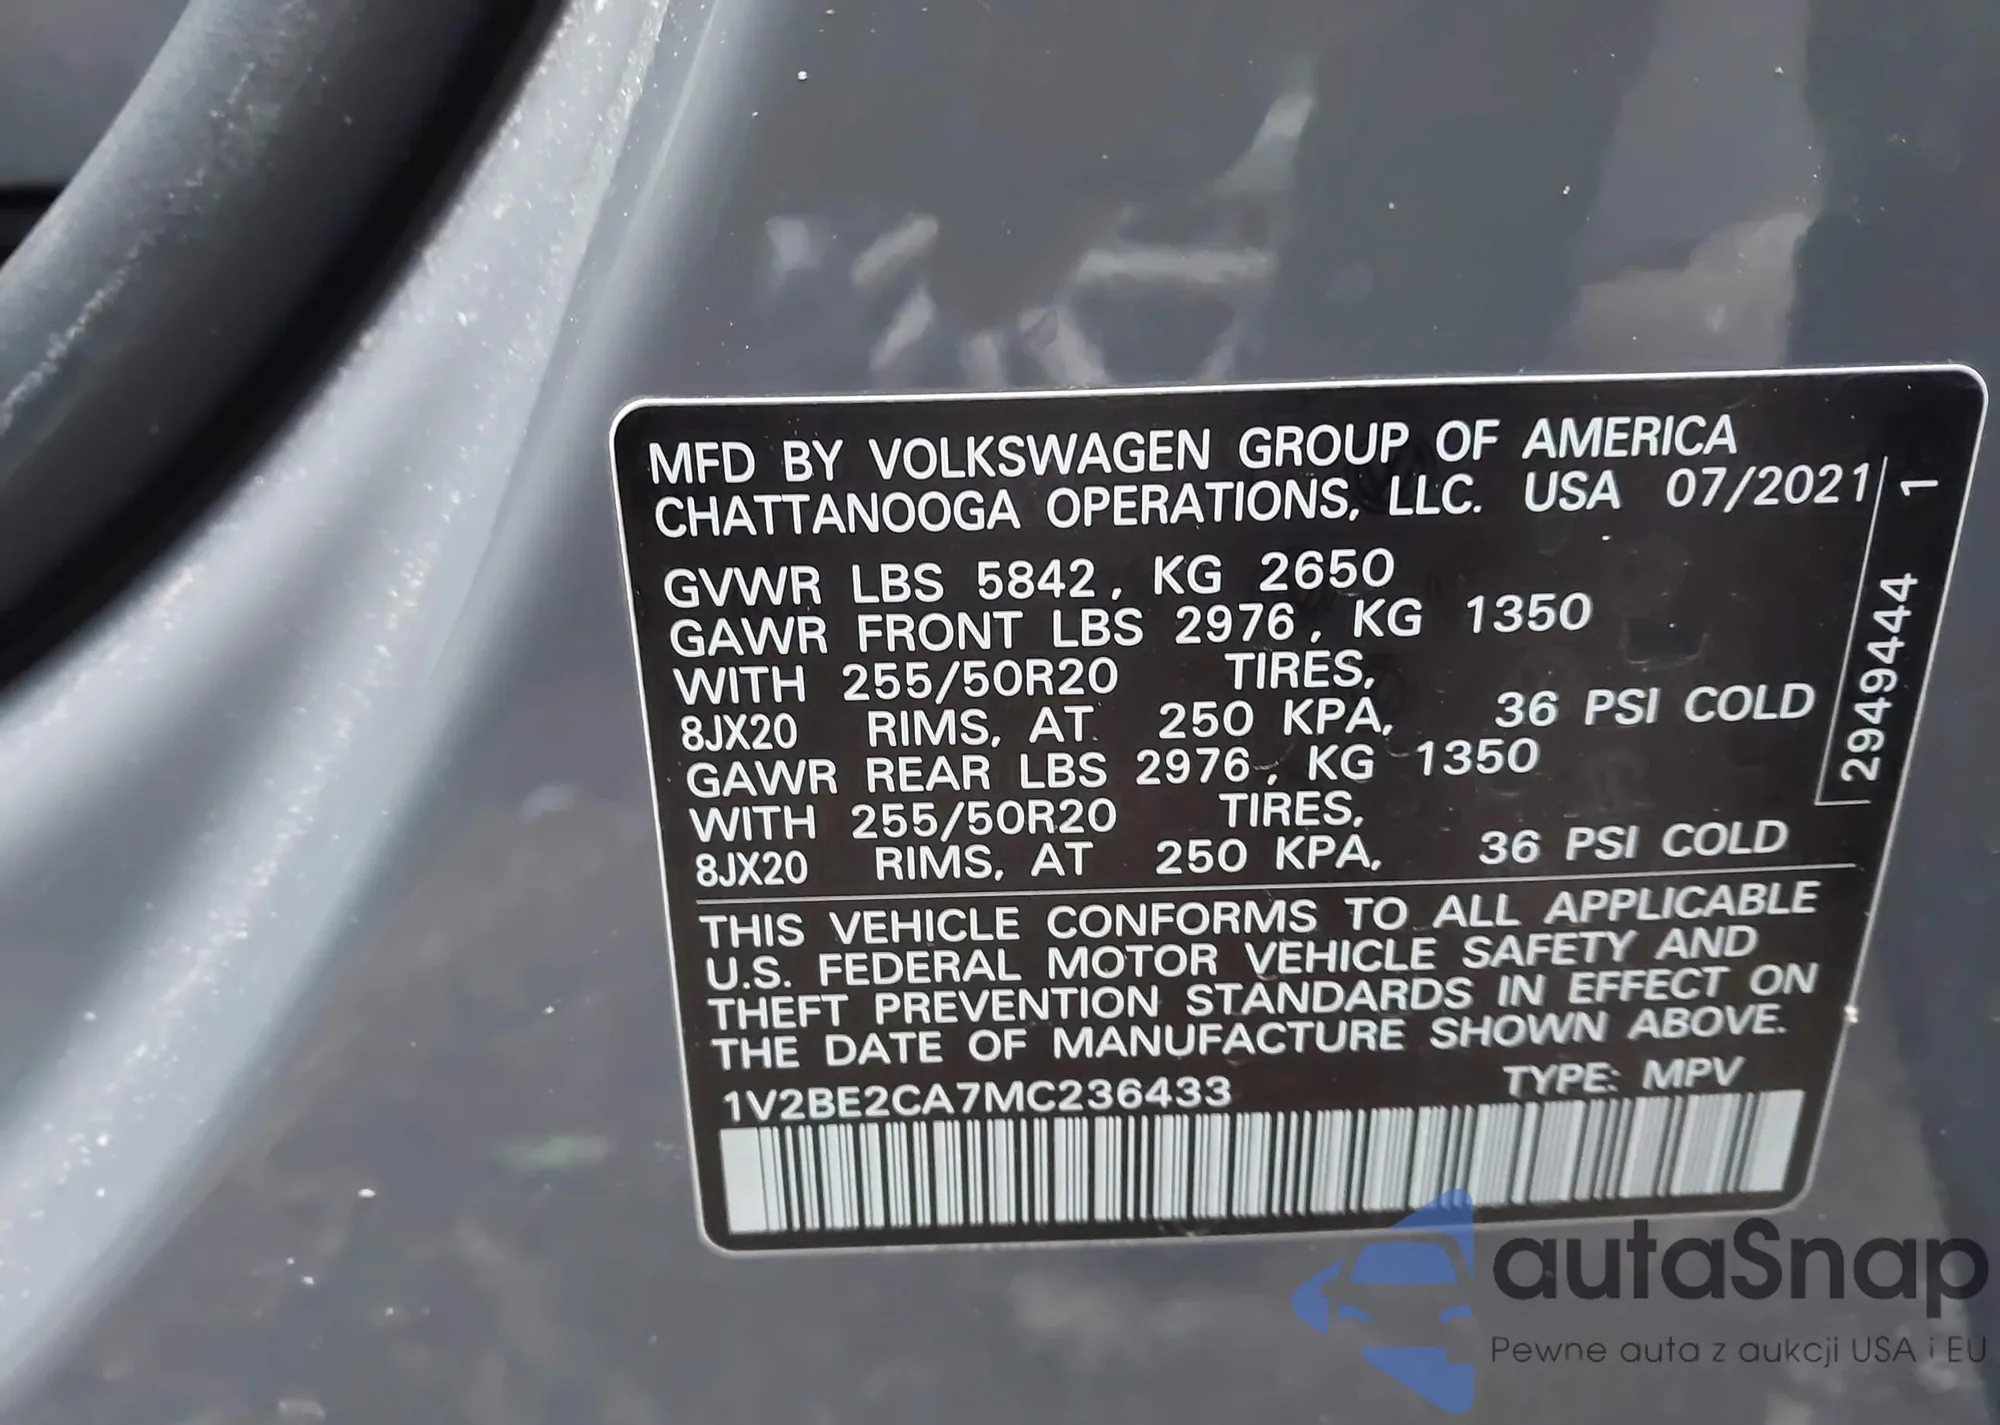 MFD BY VOLKSWAGEN GROUP OF AMERICA
CHATTANOOGA OPERATIONS, LLC. USA 07/2021
GVWR LBS 5842, KG 2650
GAWR FRONT LBS 2976, KG 1350
WITH 255/50R20 TIRES,
8JX20 RIMS, AT 250 KPA, 36 PSI COLD
GAWR REAR LBS 2976, KG 1350
WITH 255/50R20 TIRES,
8JX20 RIMS, AT 250 KPA, 36 PSI COLD
THIS VEHICLE CONFORMS TO ALL APPLICABLE
U.S. FEDERAL MOTOR VEHICLE SAFETY AND
THEFT PREVENTION STANDARDS IN EFFECT ON
THE DATE OF MANUFACTURE SHOWN ABOVE.
1V2BE2CA7MC236433 TYPE: MPV
2949444 1
autaSnap
Pewne auta z aukcji USA i EU